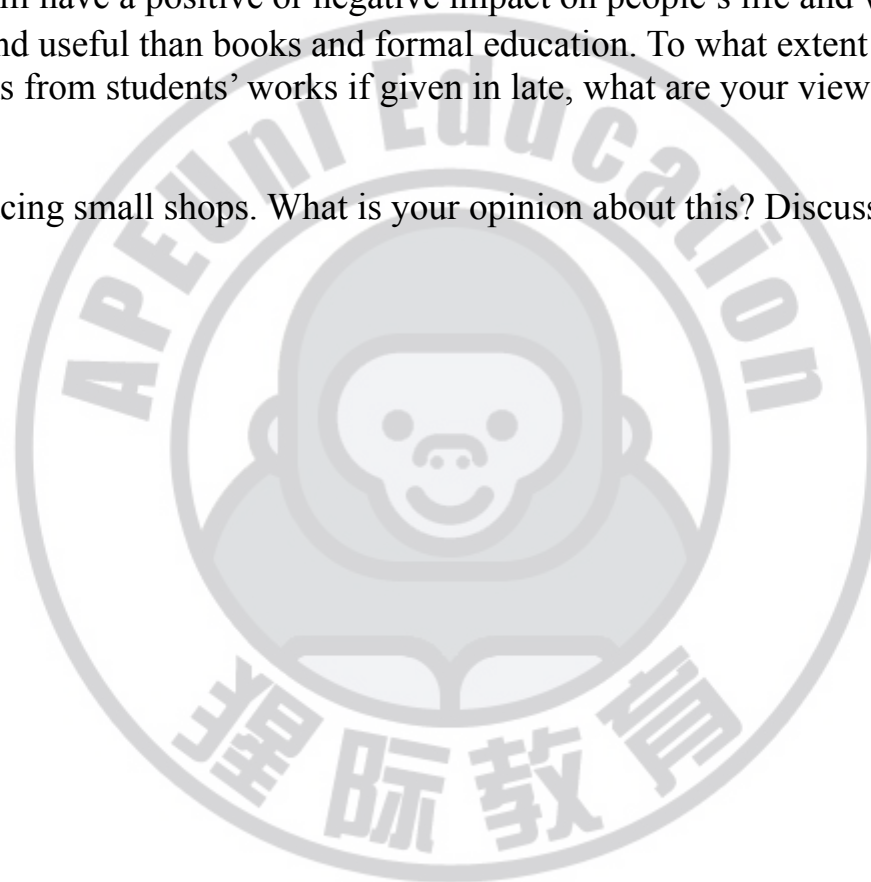 have a positive or negative impact on people's life and
nd useful than books and formal education. To what extent
s from students' works if given in late, what are your view
cing small shops. What is your opinion about this? Discuss
APEUni Education
猩际教育